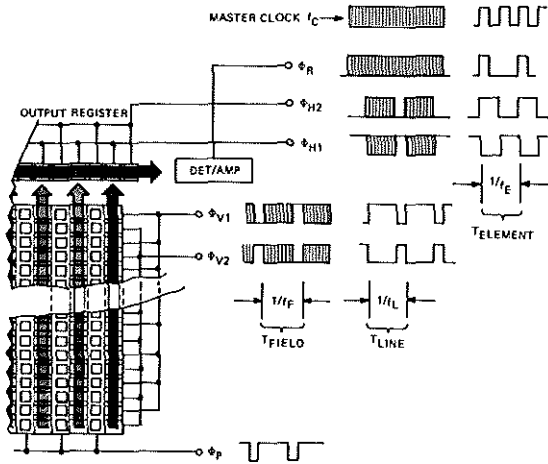 MASTER CLOCK fC
ΦR
ΦH2
OUTPUT REGISTER
ΦH1
DET/AMP
1/fE
TELEMENT
ΦV1
ΦV2
1/fF
1/fL
TFIELD
TLINE
ΦP